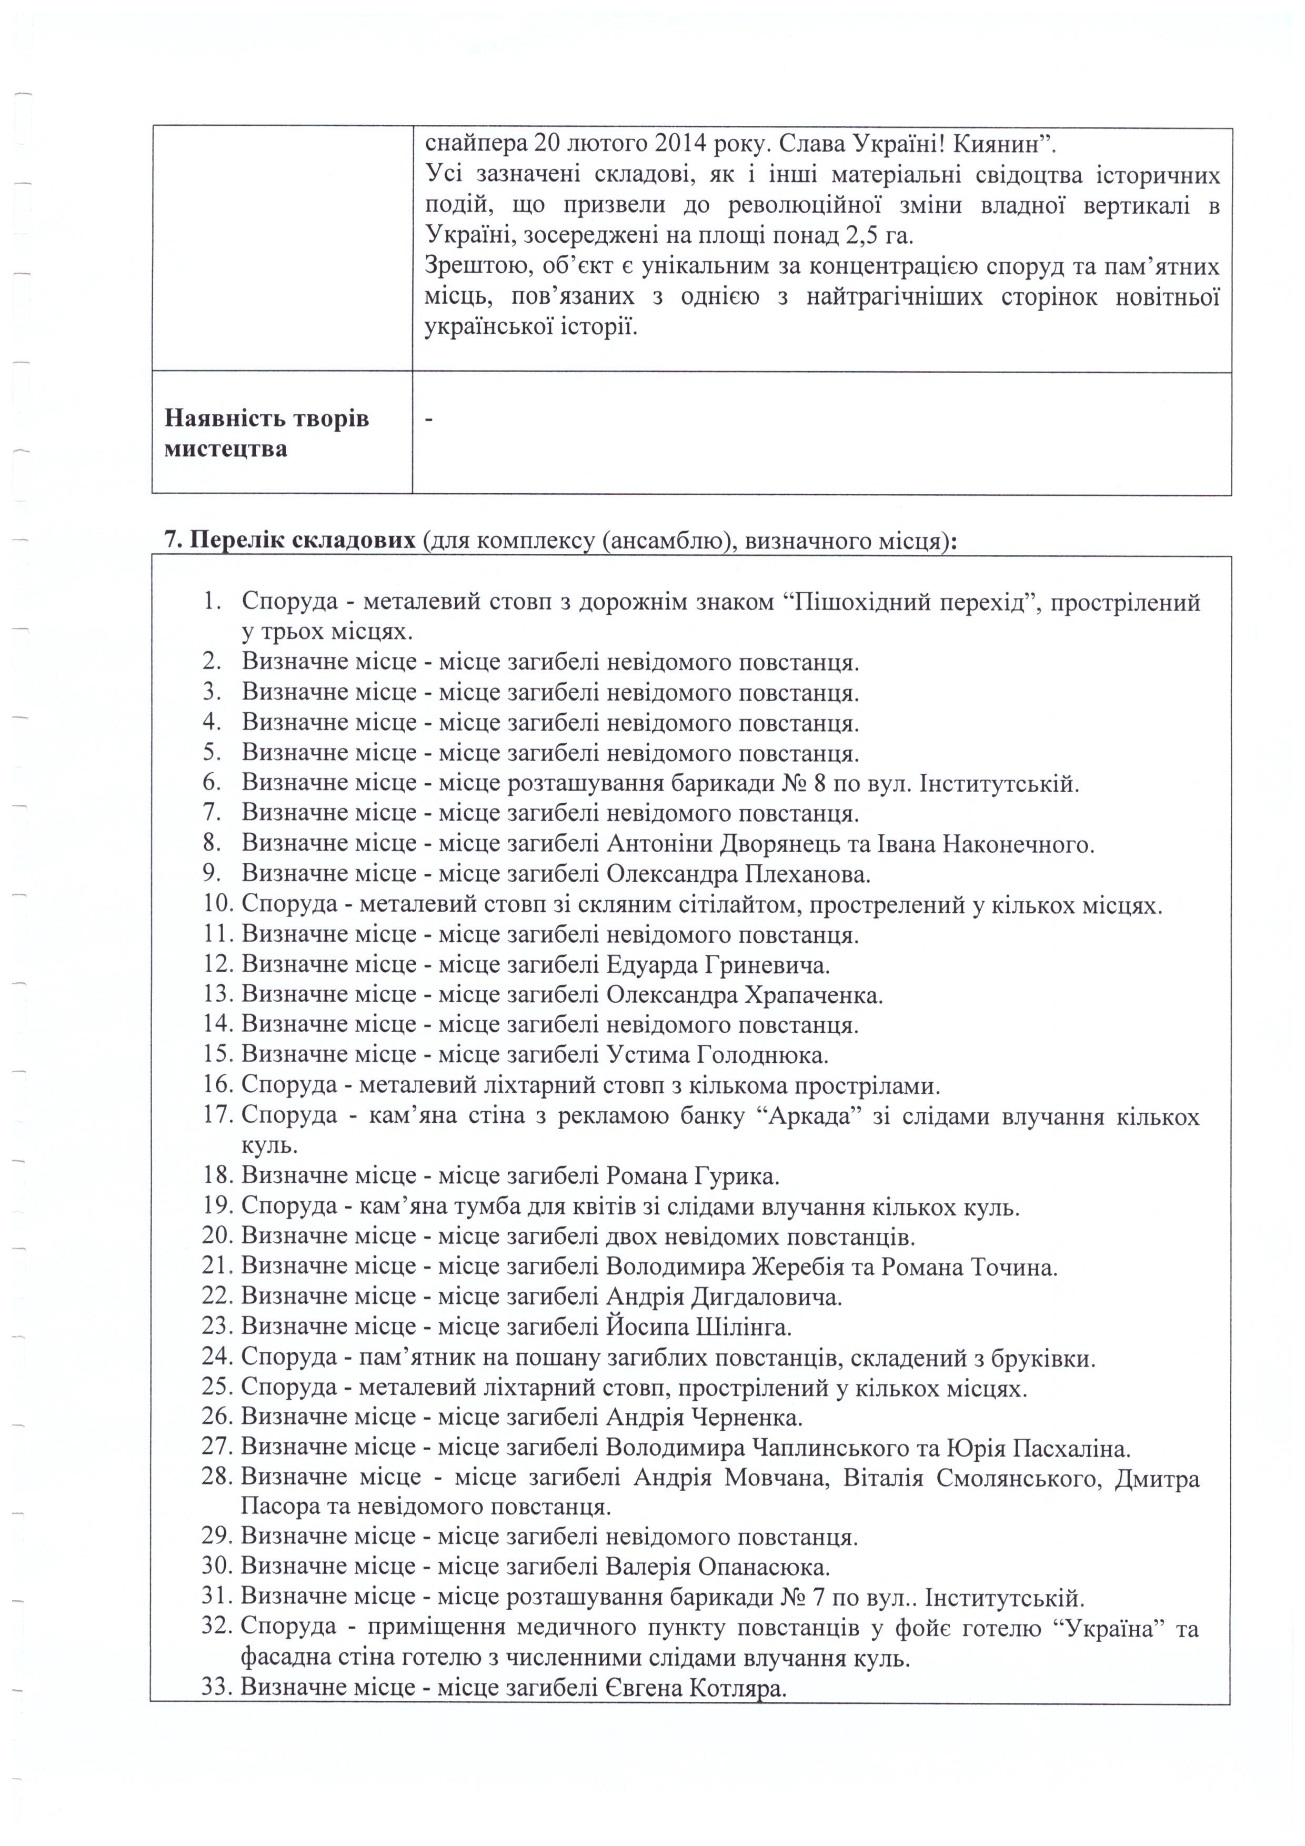 снайпера 20 лютого 2014 року. Слава Україні! Киянин”.
Усі зазначені складові, як і інші матеріальні свідоцтва історичних
подій, що призвели до революційної зміни владної вертикалі в
Україні, зосереджені на площі понад 2,5 га.
Зрештою, об’єкт є унікальним за концентрацією споруд та пам’ятних
місць, пов’язаних з однією з найтрагічніших сторінок новітньої
української історії.
Наявність творів
мистецтва
-
7. Перелік складових (для комплексу (ансамблю), визначного місця):
1. Споруда - металевий стовп з дорожнім знаком “Пішохідний перехід”, прострілений
у трьох місцях.
2. Визначне місце - місце загибелі невідомого повстанця.
3. Визначне місце - місце загибелі невідомого повстанця.
4. Визначне місце - місце загибелі невідомого повстанця.
5. Визначне місце - місце загибелі невідомого повстанця.
6. Визначне місце - місце розташування барикади № 8 по вул. Інститутській.
7. Визначне місце - місце загибелі невідомого повстанця.
8. Визначне місце - місце загибелі Антоніни Дворянець та Івана Наконечного.
9. Визначне місце - місце загибелі Олександра Плеханова.
10. Споруда - металевий стовп зі скляним сітілайтом, прострелений у кількох місцях.
11. Визначне місце - місце загибелі невідомого повстанця.
12. Визначне місце - місце загибелі Едуарда Гриневича.
13. Визначне місце - місце загибелі Олександра Храпаченка.
14. Визначне місце - місце загибелі невідомого повстанця.
15. Визначне місце - місце загибелі Устима Голоднюка.
16. Споруда - металевий ліхтарний стовп з кількома прострілами.
17. Споруда - кам’яна стіна з рекламою банку “Аркада” зі слідами влучання кількох
куль.
18. Визначне місце - місце загибелі Романа Гурика.
19. Споруда - кам’яна тумба для квітів зі слідами влучання кількох куль.
20. Визначне місце - місце загибелі двох невідомих повстанців.
21. Визначне місце - місце загибелі Володимира Жеребія та Романа Точина.
22. Визначне місце - місце загибелі Андрія Дигдаловича.
23. Визначне місце - місце загибелі Йосипа Шілінга.
24. Споруда - пам’ятник на пошану загиблих повстанців, складений з бруківки.
25. Споруда - металевий ліхтарний стовп, прострілений у кількох місцях.
26. Визначне місце - місце загибелі Андрія Черненка.
27. Визначне місце - місце загибелі Володимира Чаплинського та Юрія Пасхаліна.
28. Визначне місце - місце загибелі Андрія Мовчана, Віталія Смолянського, Дмитра
Пасора та невідомого повстанця.
29. Визначне місце - місце загибелі невідомого повстанця.
30. Визначне місце - місце загибелі Валерія Опанасюка.
31. Визначне місце - місце розташування барикади № 7 по вул.. Інститутській.
32. Споруда - приміщення медичного пункту повстанців у фойє готелю “Україна” та
фасадна стіна готелю з численними слідами влучання куль.
33. Визначне місце - місце загибелі Євгена Котляра.